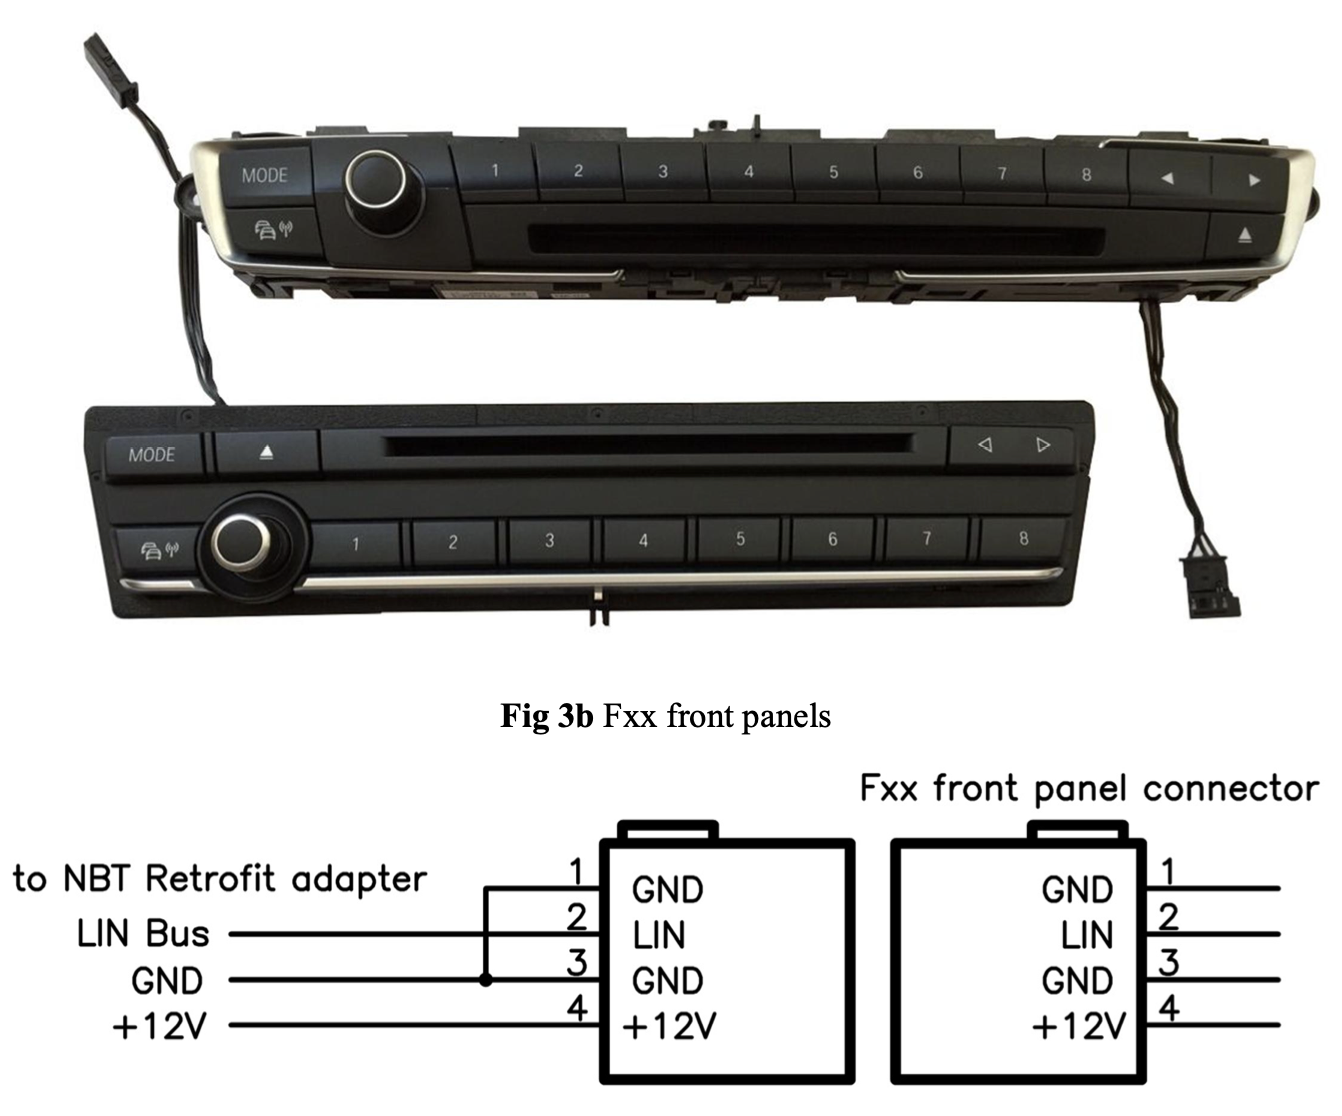 MODE
1 2 3 4 5 6 7 8
MODE
1 2 3 4 5 6 7 8
Fig 3b Fxx front panels
Fxx front panel connector
to NBT Retrofit adapter
LIN Bus
GND
+12V
1 GND
2 LIN
3 GND
4 +12V
GND 1
LIN 2
GND 3
+12V 4